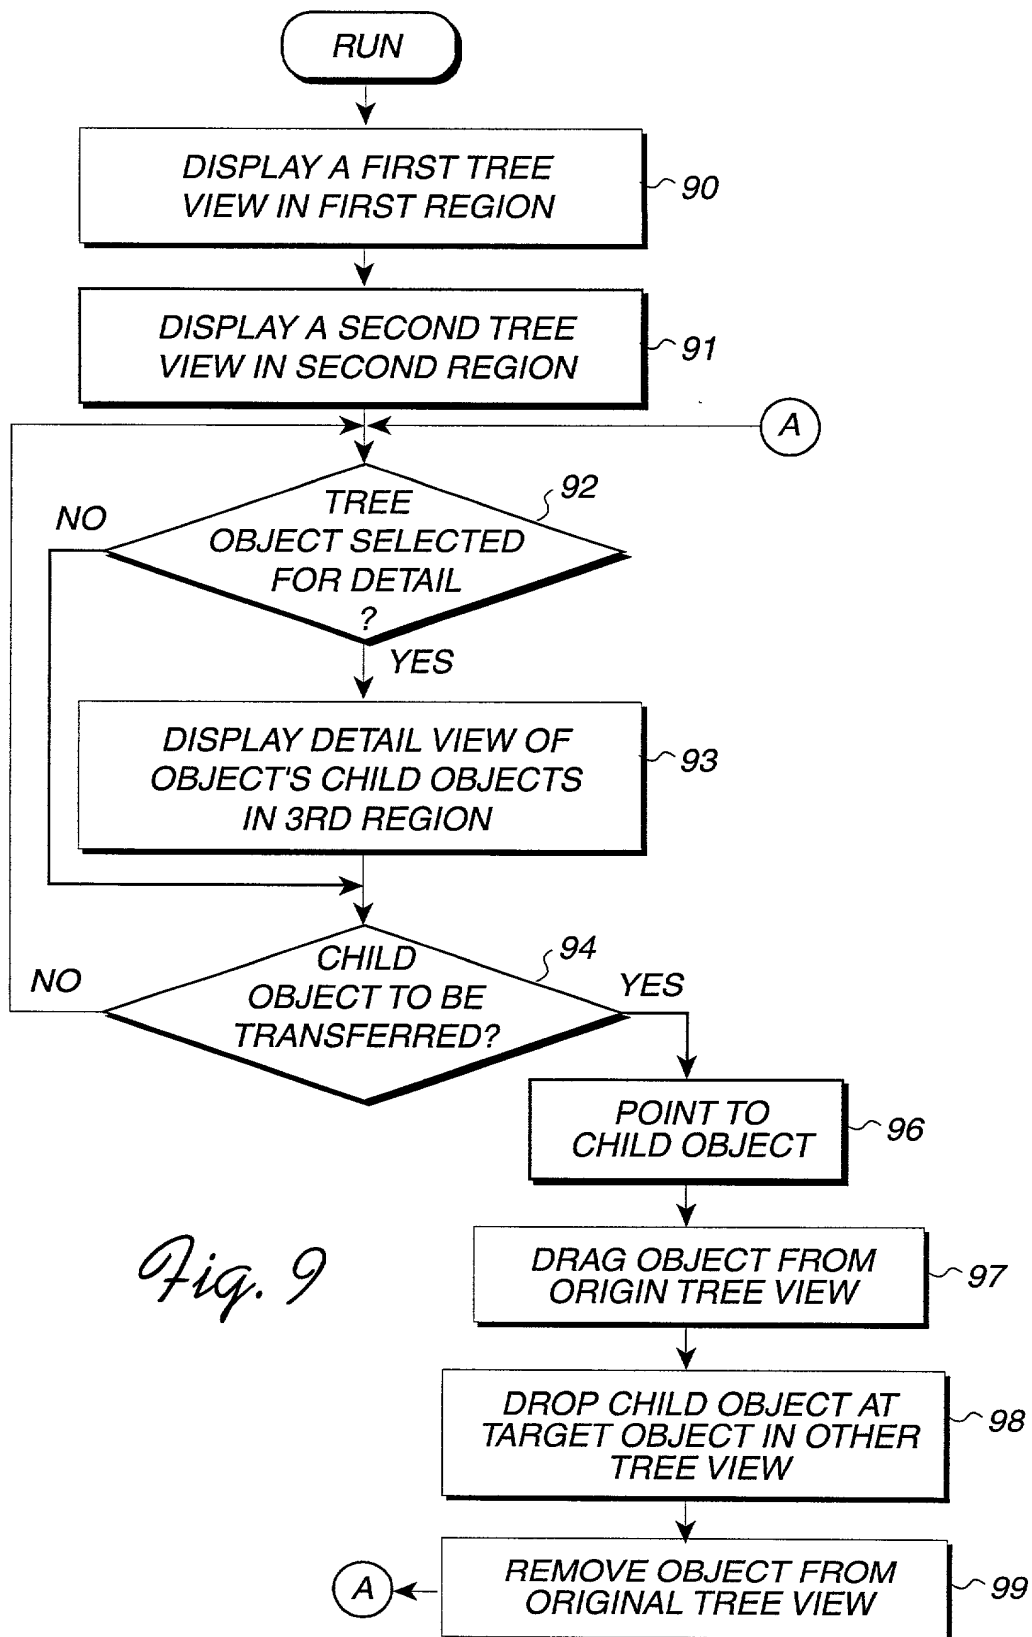 RUN
DISPLAY A FIRST TREE
VIEW IN FIRST REGION
90
DISPLAY A SECOND TREE
VIEW IN SECOND REGION
91
A
92
TREE
OBJECT SELECTED
FOR DETAIL
?
NO
YES
DISPLAY DETAIL VIEW OF
OBJECT'S CHILD OBJECTS
IN 3RD REGION
93
94
CHILD
OBJECT TO BE
TRANSFERRED?
NO
YES
POINT TO
CHILD OBJECT
96
DRAG OBJECT FROM
ORIGIN TREE VIEW
97
Fig. 9
DROP CHILD OBJECT AT
TARGET OBJECT IN OTHER
TREE VIEW
98
REMOVE OBJECT FROM
ORIGINAL TREE VIEW
99
A